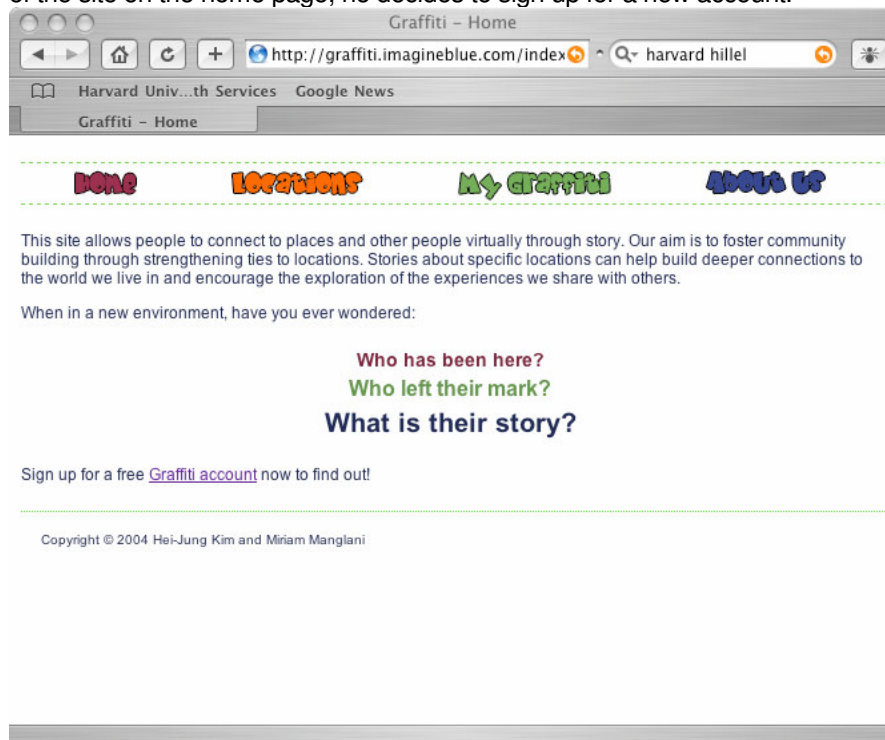 of the site on the home page, he decides to sign up for a new account.
Graffiti – Home
http://graffiti.imagineblue.com/index
harvard hillel
Harvard Univ...th Services Google News
Graffiti – Home
Home Locations My Graffiti About Us
This site allows people to connect to places and other people virtually through story. Our aim is to foster community
building through strengthening ties to locations. Stories about specific locations can help build deeper connections to
the world we live in and encourage the exploration of the experiences we share with others.
When in a new environment, have you ever wondered:
Who has been here?
Who left their mark?
What is their story?
Sign up for a free Graffiti account now to find out!
Copyright © 2004 Hei-Jung Kim and Miriam Manglani